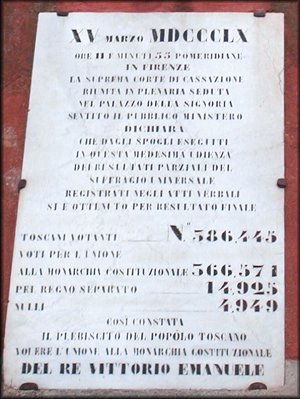 XV MARZO MDCCCLX
ORE 11 E MINUTI 55 POMERIDIANE
IN FIRENZE
LA SUPREMA CORTE DI CASSAZIONE
RIUNITA IN PLENARIA SEDUTA
NEL PALAZZO DELLA SIGNORIA
SENTITO IL PUBBLICO MINISTERO
DICHIARA
CHE DAGLI SPOGLI ESEGUITI
IN QUESTA MEDESIMA UDIENZA
DEI RESULTATI PARZIALI DEL
SUFFRAGIO UNIVERSALE
REGISTRATI NEGLI ATTI VERBALI
SI È OTTENUTO PER RESULTATO FINALE
TOSCANI VOTANTI N.º 386,445
VOTI PER L'UNIONE
ALLA MONARCHIA COSTITUZIONALE 366,571
PEL REGNO SEPARATO 14,925
NULLI 4,949
COSÌ CONSTATA
IL PLEBISCITO DEL POPOLO TOSCANO
VOLERE L'UNIONE ALLA MONARCHIA COSTITUZIONALE
DEL RE VITTORIO EMANUELE